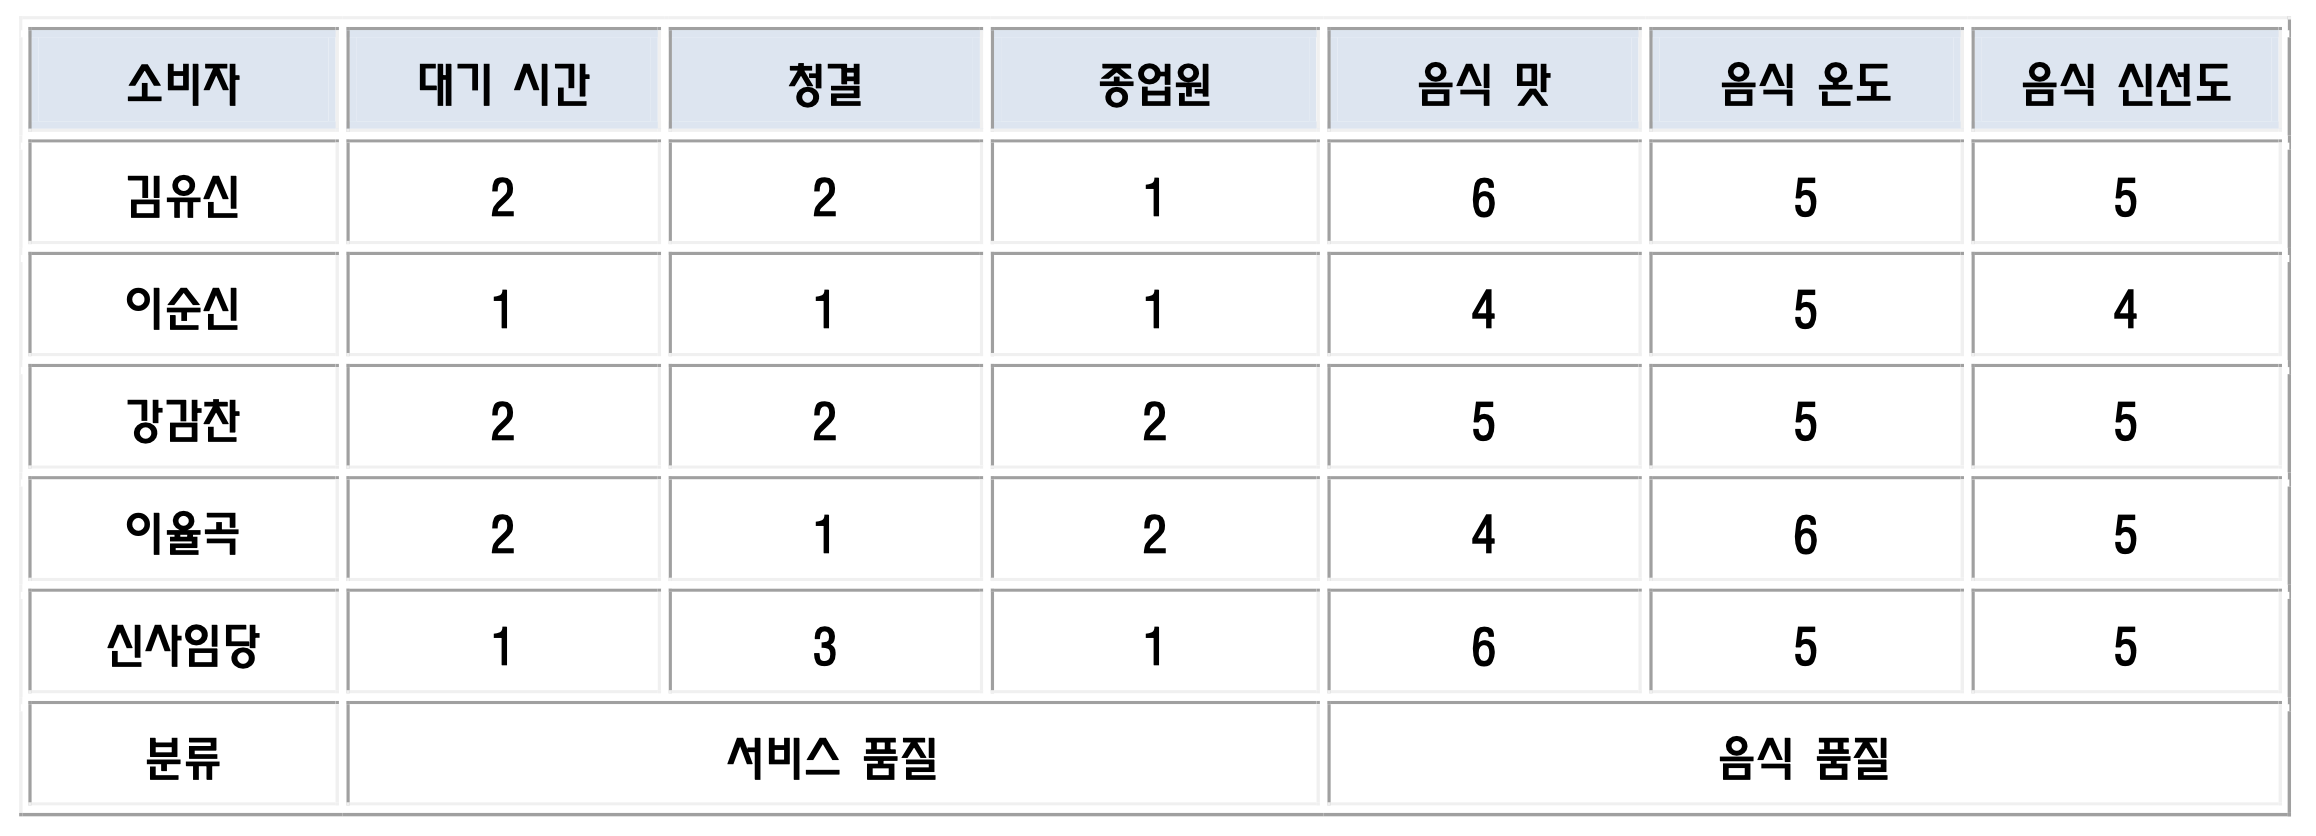 소비자 대기 시간 청결 종업원 음식 맛 음식 온도 음식 신선도
김유신 2 2 1 6 5 5
이순신 1 1 1 4 5 4
강감찬 2 2 2 5 5 5
이율곡 2 1 2 4 6 5
신사임당 1 3 1 6 5 5
분류 서비스 품질 음식 품질